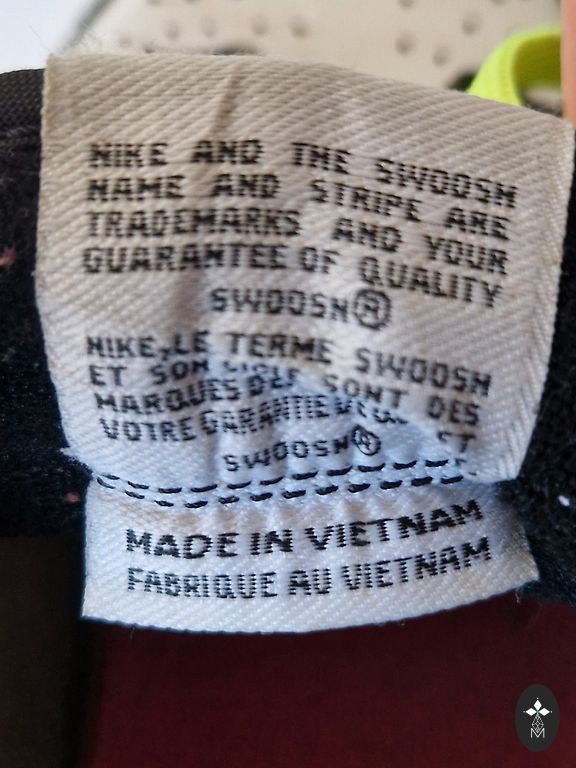 NIKE AND THE SWOOSH
NAME AND STRIPE ARE
TRADEMARKS AND YOUR
GUARANTEE OF QUALITY
SWOOSH®
NIKE, LE TERME SWOOSH
ET SON
MARQUES SONT DES
VOTRE GARANTIE
SWOOSH®
MADE IN VIETNAM
FABRIQUE AU VIETNAM
M